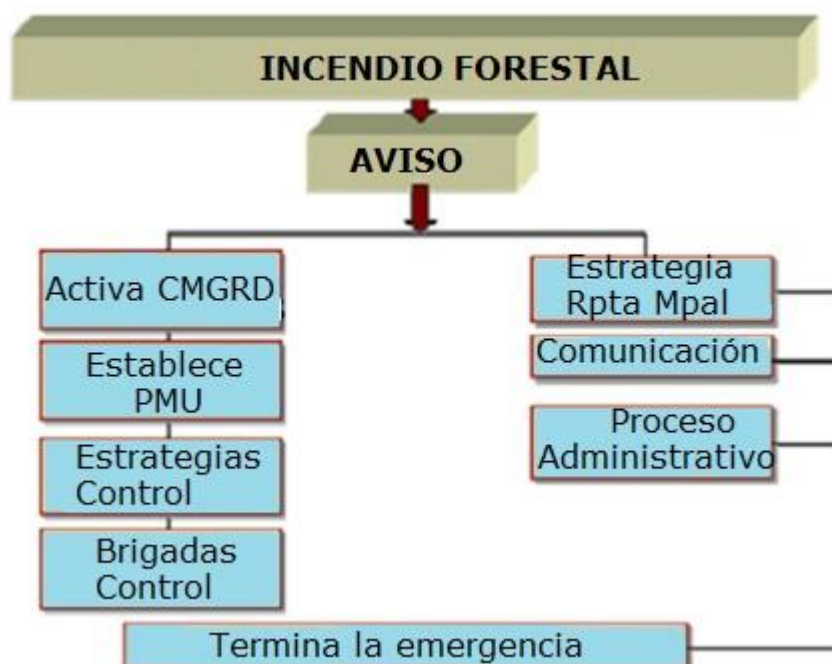 INCENDIO FORESTAL
AVISO
Activa CMGRD
Establece
PMU
Estrategias
Control
Brigadas
Control
Estrategia
Rpta Mpal
Comunicación
Proceso
Administrativo
Termina la emergencia